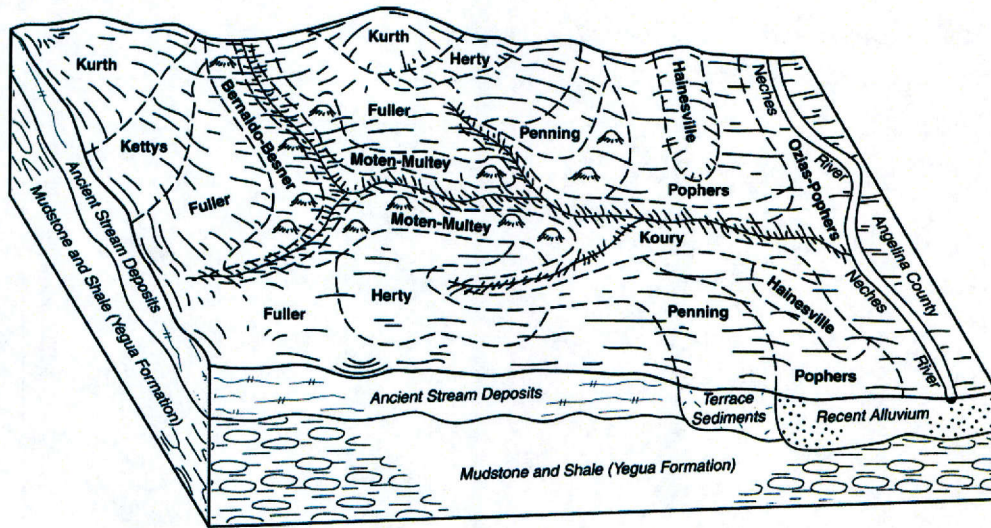 Kurth
Kurth
Herty
Hainesville
Neches
River
Angelina County
Neches
River
Kettys
Bernaldo-Besner
Fuller
Penning
Ozias-Pophers
Moten-Multey
Pophers
Fuller
Moten-Multey
Koury
Herty
Fuller
Penning
Hainesville
Pophers
Ancient Stream Deposits
Mudstone and Shale (Yegua Formation)
Ancient Stream Deposits
Terrace
Sediments
Recent Alluvium
Mudstone and Shale (Yegua Formation)